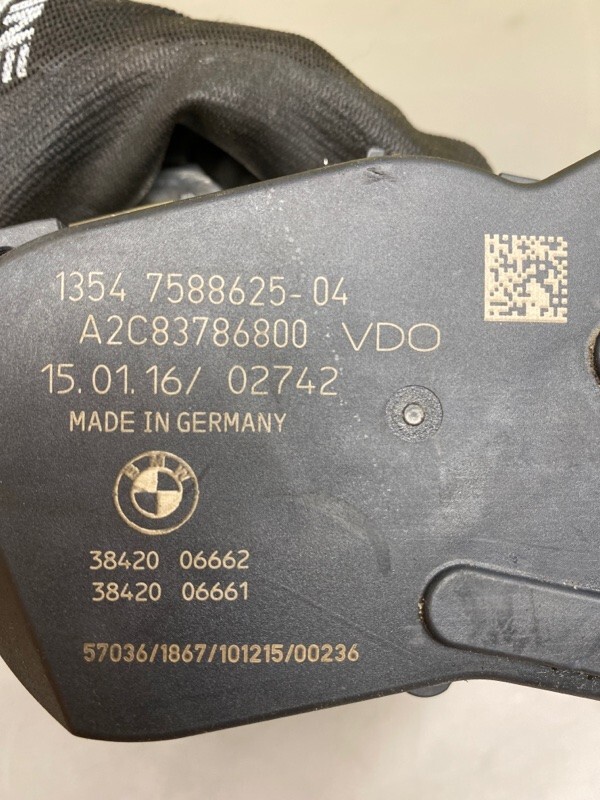 1354 7588625-04
A2C83786800 VDO
15.01.16/ 02742
MADE IN GERMANY
BMW
38420 06662
38420 06661
57036/1867/101215/00236